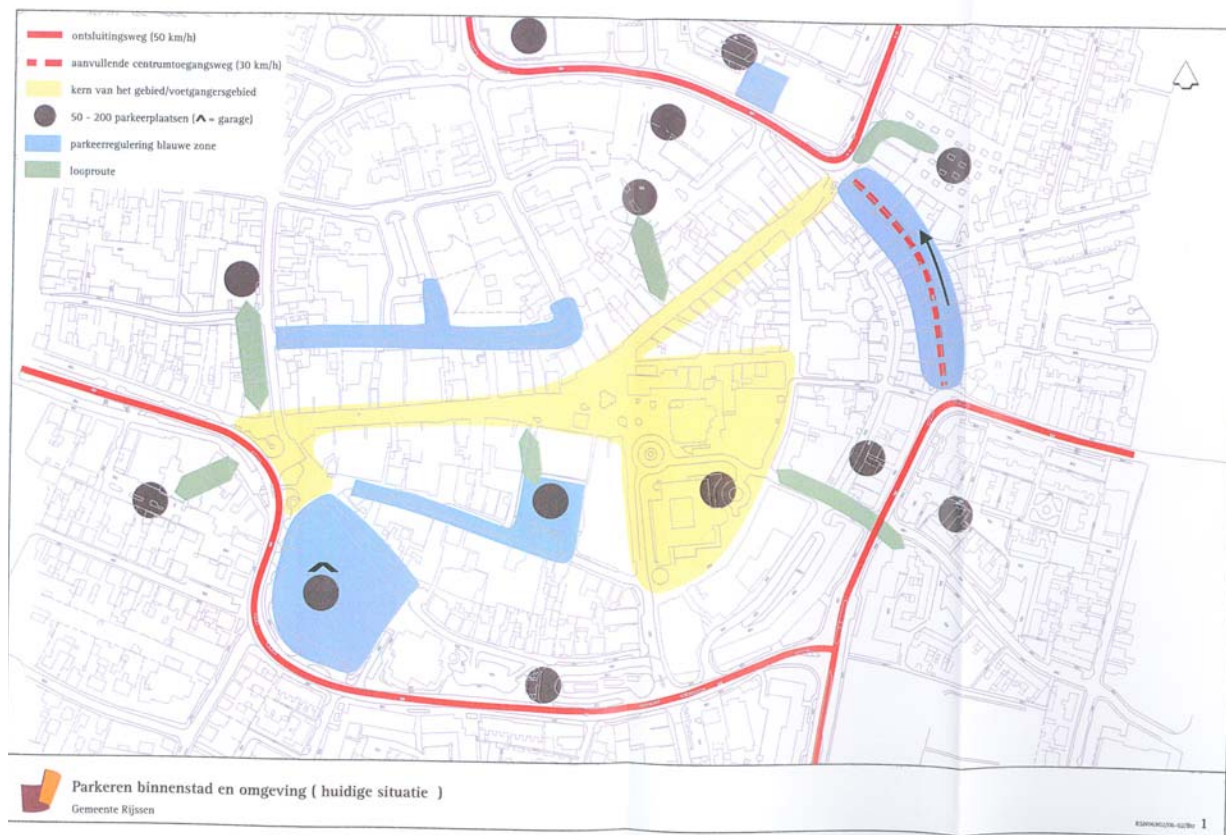 ontsluitingsweg (50 km/h)
aanvullende centrumtoegangsweg (30 km/h)
kern van het gebied/voetgangersgebied
50 - 200 parkeerplaatsen (^ = garage)
parkeerregulering blauwe zone
looproute
Parkeren binnenstad en omgeving ( huidige situatie )
Gemeente Rijssen
1